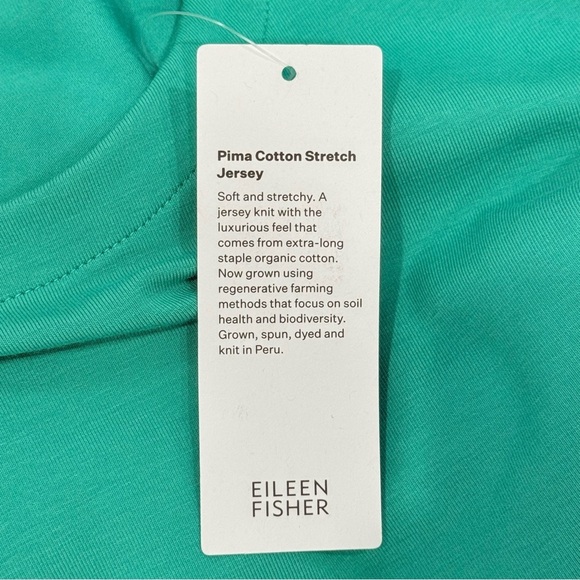 Pima Cotton Stretch
Jersey
Soft and stretchy. A
jersey knit with the
luxurious feel that
comes from extra-long
staple organic cotton.
Now grown using
regenerative farming
methods that focus on soil
health and biodiversity.
Grown, spun, dyed and
knit in Peru.
EILEEN
FISHER